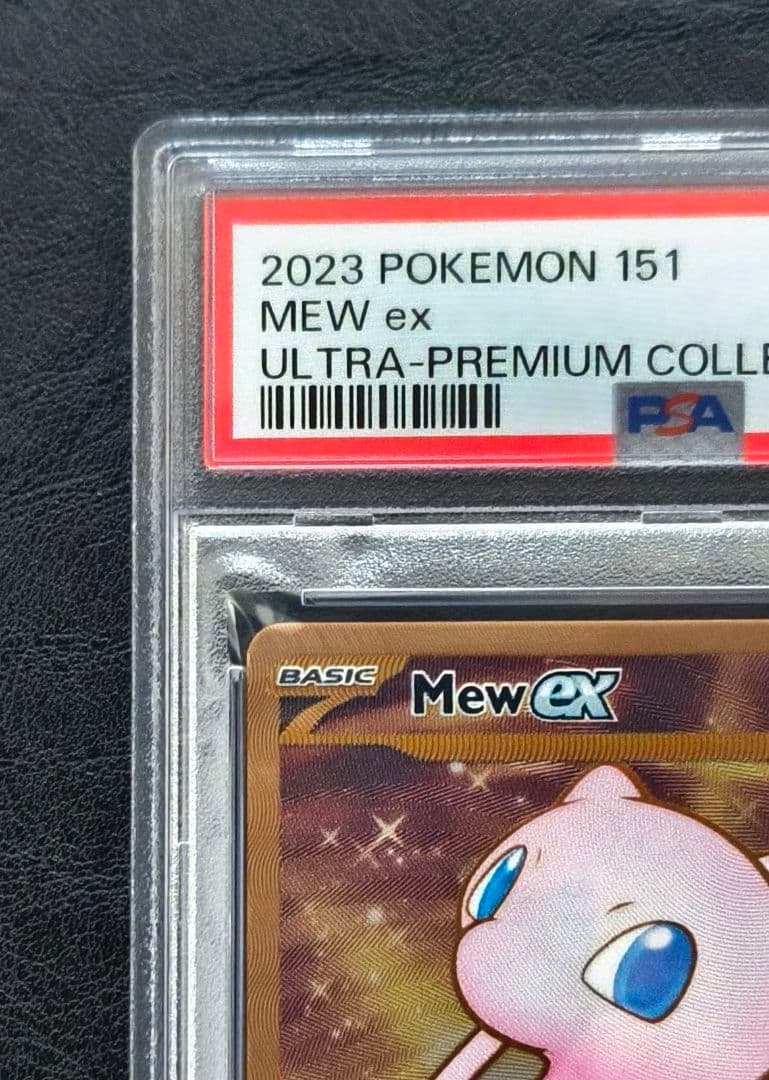 2023 POKEMON 151
MEW ex
ULTRA-PREMIUM COLLE
PSA
BASIC
Mew ex